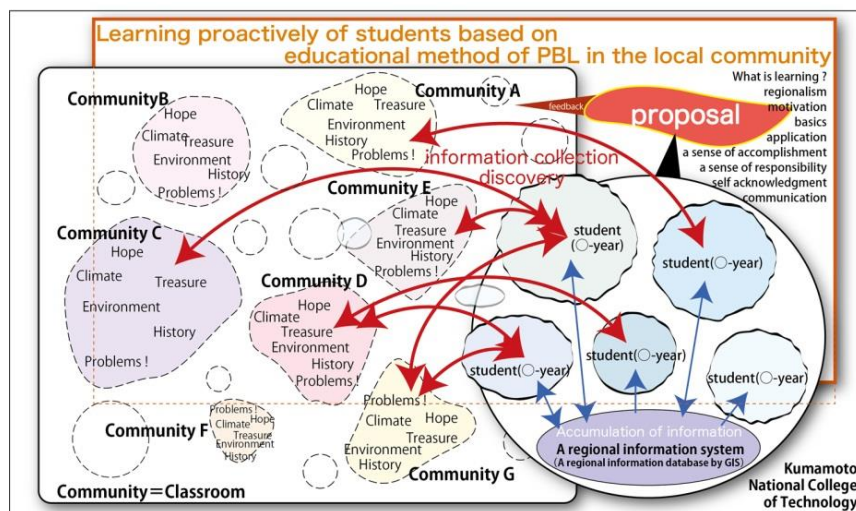 Learning proactively of students based on
educational method of PBL in the local community
What is learning ?
regionalism
motivation
basics
application
a sense of accomplishment
a sense of responsibility
self acknowledgment
communication
feedback
proposal
CommunityB
Hope
Climate
Treasure
Environment
History
Problems !
Community A
Hope
Climate
Treasure
Environment
History
Problems !
information collection
discovery
Community E
Hope
Climate
Treasure
Environment
History
Problems !
Community C
Hope
Climate
Treasure
Environment
History
Problems !
Community D
Hope
Climate
Treasure
Environment
History
Problems !
Community F
Problems !
Climate
Hope
Treasure
Environment
History
Problems !
Climate
Hope
Treasure
Environment
History
Community G
Community=Classroom
student
(○-year)
student(○-year)
student(○-year)
student(○-year)
student(○-year)
Accumulation of information
A regional information system
(A regional information database by GIS)
Kumamoto
National College
of Technology